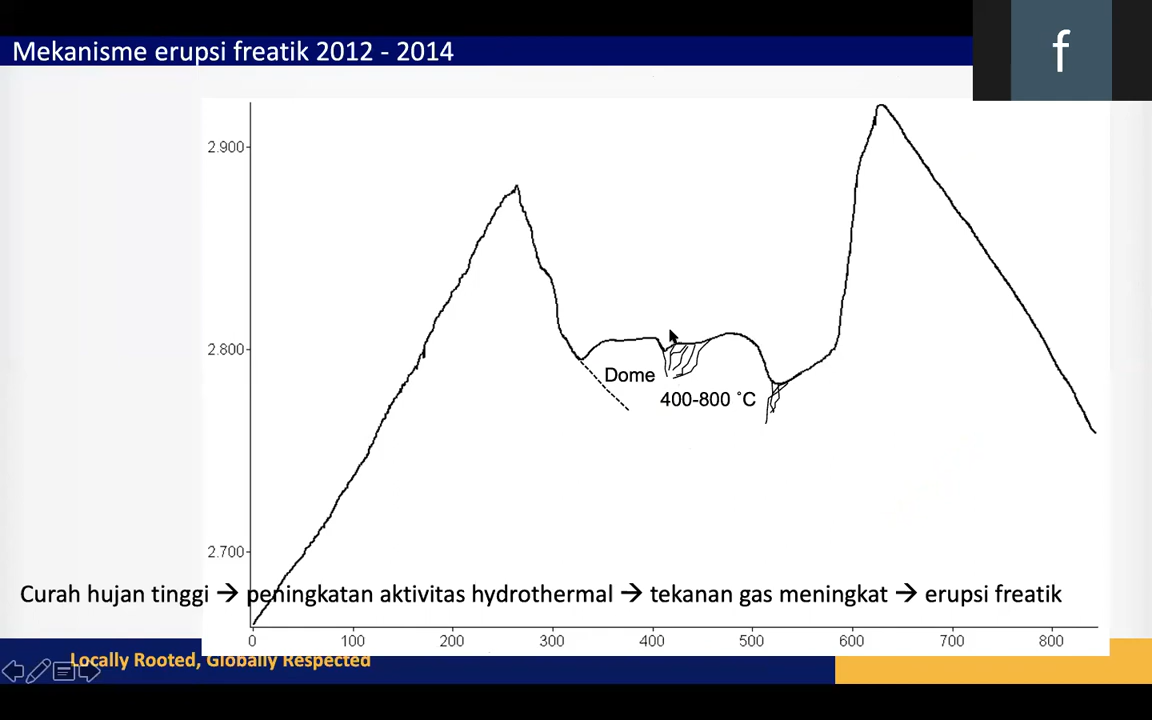 Mekanisme erupsi freatik 2012 - 2014
f
2.900
2.800
Dome
400-800 ˚C
2.700
Curah hujan tinggi → peningkatan aktivitas hydrothermal → tekanan gas meningkat → erupsi freatik
0 100 200 300 400 500 600 700 800
Locally Rooted, Globally Respected